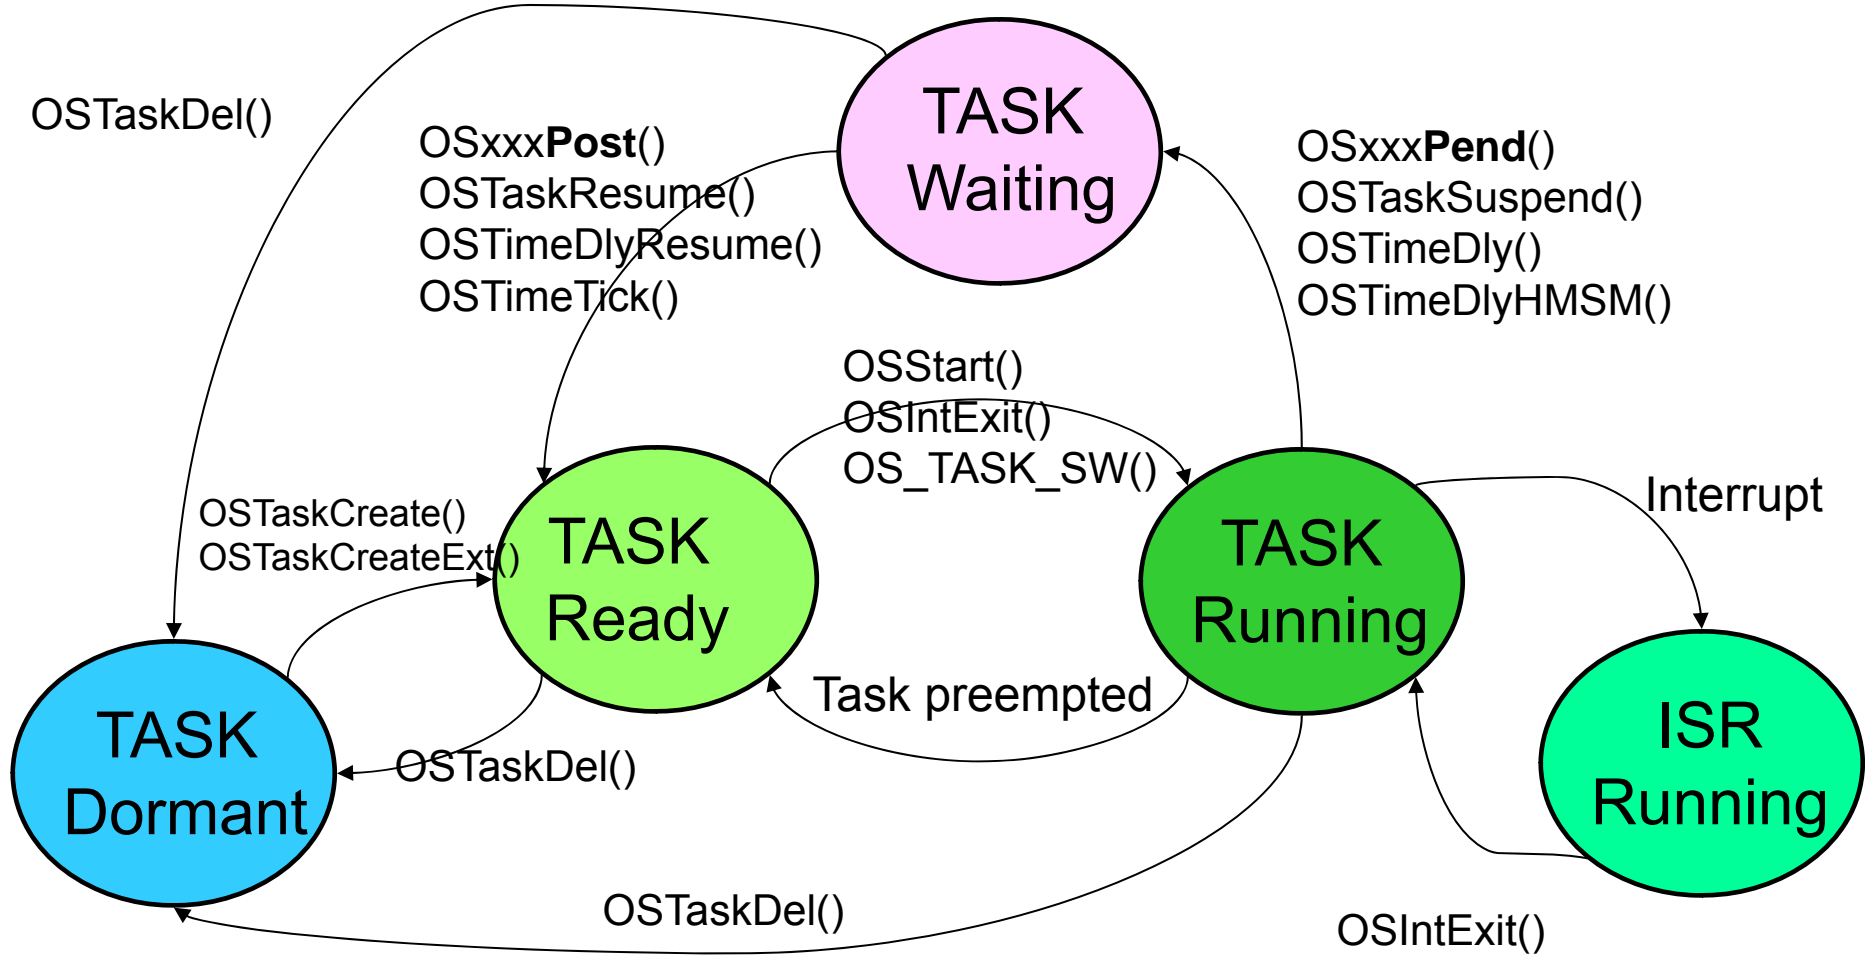 OSTaskDel()
OSxxxPost()
OSTaskResume()
OSTimeDlyResume()
OSTimeTick()
TASK
Waiting
OSxxxPend()
OSTaskSuspend()
OSTimeDly()
OSTimeDlyHMSM()
OSStart()
OSIntExit()
OS_TASK_SW()
OSTaskCreate()
OSTaskCreateExt()
TASK
Ready
TASK
Running
Interrupt
Task preempted
TASK
Dormant
OSTaskDel()
ISR
Running
OSTaskDel()
OSIntExit()